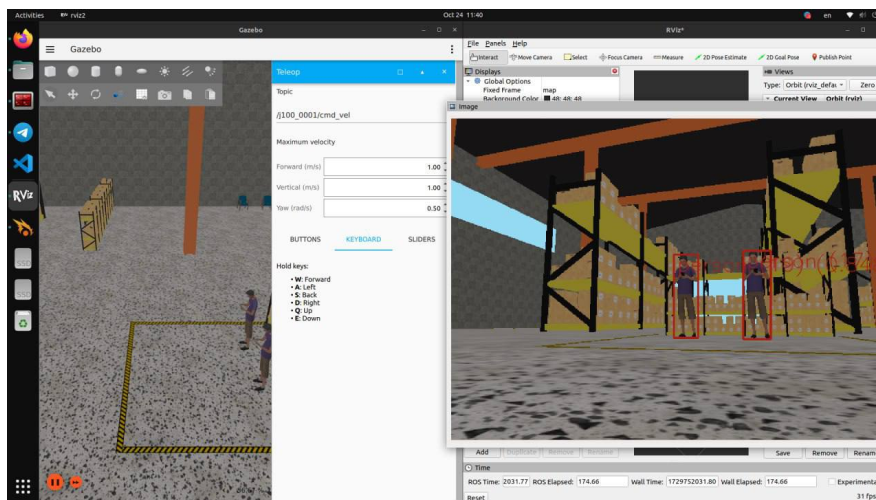 Activities
rviz2
Oct 24 11:40
en
Gazebo
Gazebo
Teleop
Topic
/j100_0001/cmd_vel
Maximum velocity
Forward (m/s) 1.00
Vertical (m/s) 1.00
Yaw (rad/s) 0.50
BUTTONS KEYBOARD SLIDERS
Hold keys:
• W: Forward
• A: Left
• S: Back
• D: Right
• Q: Up
• E: Down
RViz
SSD
SSD
RViz*
File Panels Help
Interact Move Camera Select Focus Camera Measure 2D Pose Estimate 2D Goal Pose Publish Point
Displays
Global Options
Fixed Frame map
Background Color 48; 48; 48
Views
Type: Orbit (rviz_defau Zero
Current View Orbit (rviz)
Image
Add Duplicate Remove Rename
Save Remove Renam
Time
ROS Time: 2031.77 ROS Elapsed: 174.66 Wall Time: 1729752031.80 Wall Elapsed: 174.66 Experimenta
Reset
31 fps